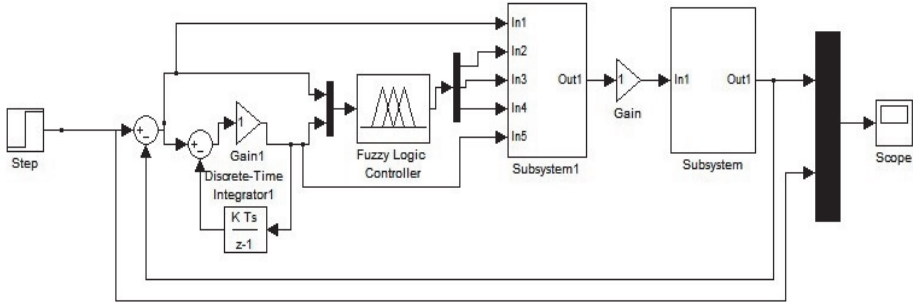 Step
+
-
+
-
1
Gain1
Discrete-Time
Integrator1
K Ts
z-1
Fuzzy Logic
Controller
In1
In2
In3
In4
In5
Out1
Subsystem1
1
Gain
In1
Out1
Subsystem
Scope